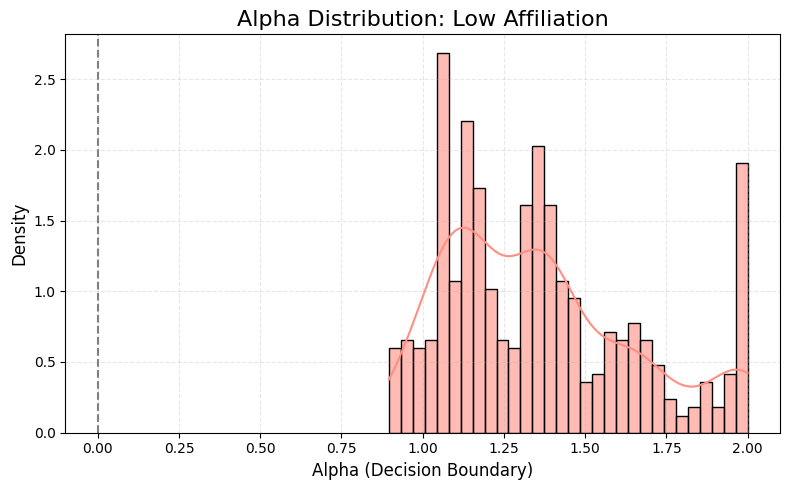 Alpha Distribution: Low Affiliation
Density
2.5
2.0
1.5
1.0
0.5
0.0
0.00 0.25 0.50 0.75 1.00 1.25 1.50 1.75 2.00
Alpha (Decision Boundary)